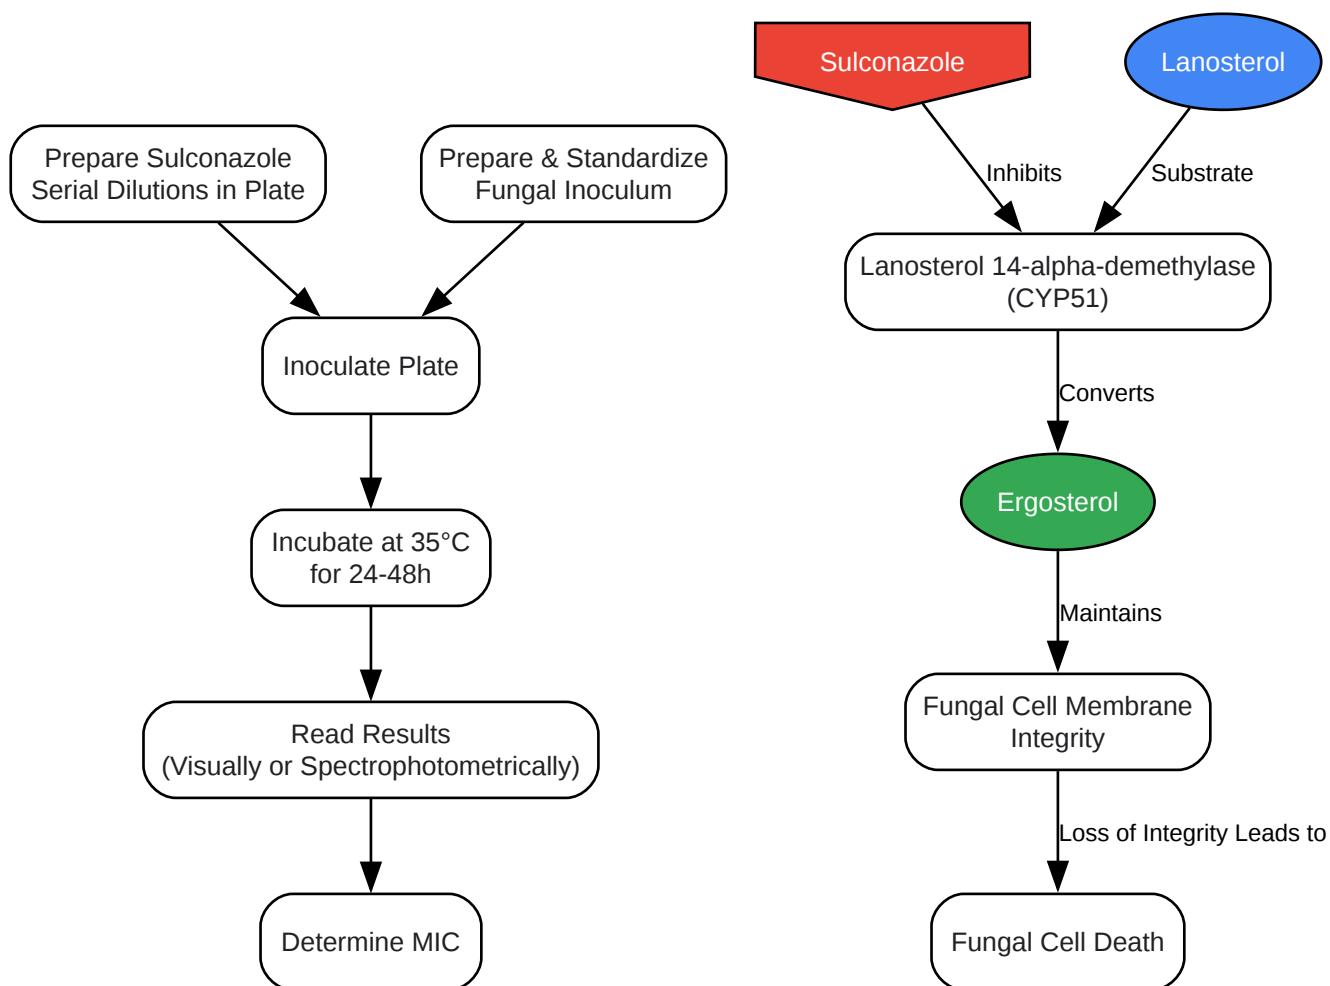 Prepare Sulconazole
Serial Dilutions in Plate
Prepare & Standardize
Fungal Inoculum
Inoculate Plate
Incubate at 35°C
for 24-48h
Read Results
(Visually or Spectrophotometrically)
Determine MIC
Sulconazole
Lanosterol
Inhibits
Substrate
Lanosterol 14-alpha-demethylase
(CYP51)
Converts
Ergosterol
Maintains
Fungal Cell Membrane
Integrity
Loss of Integrity Leads to
Fungal Cell Death